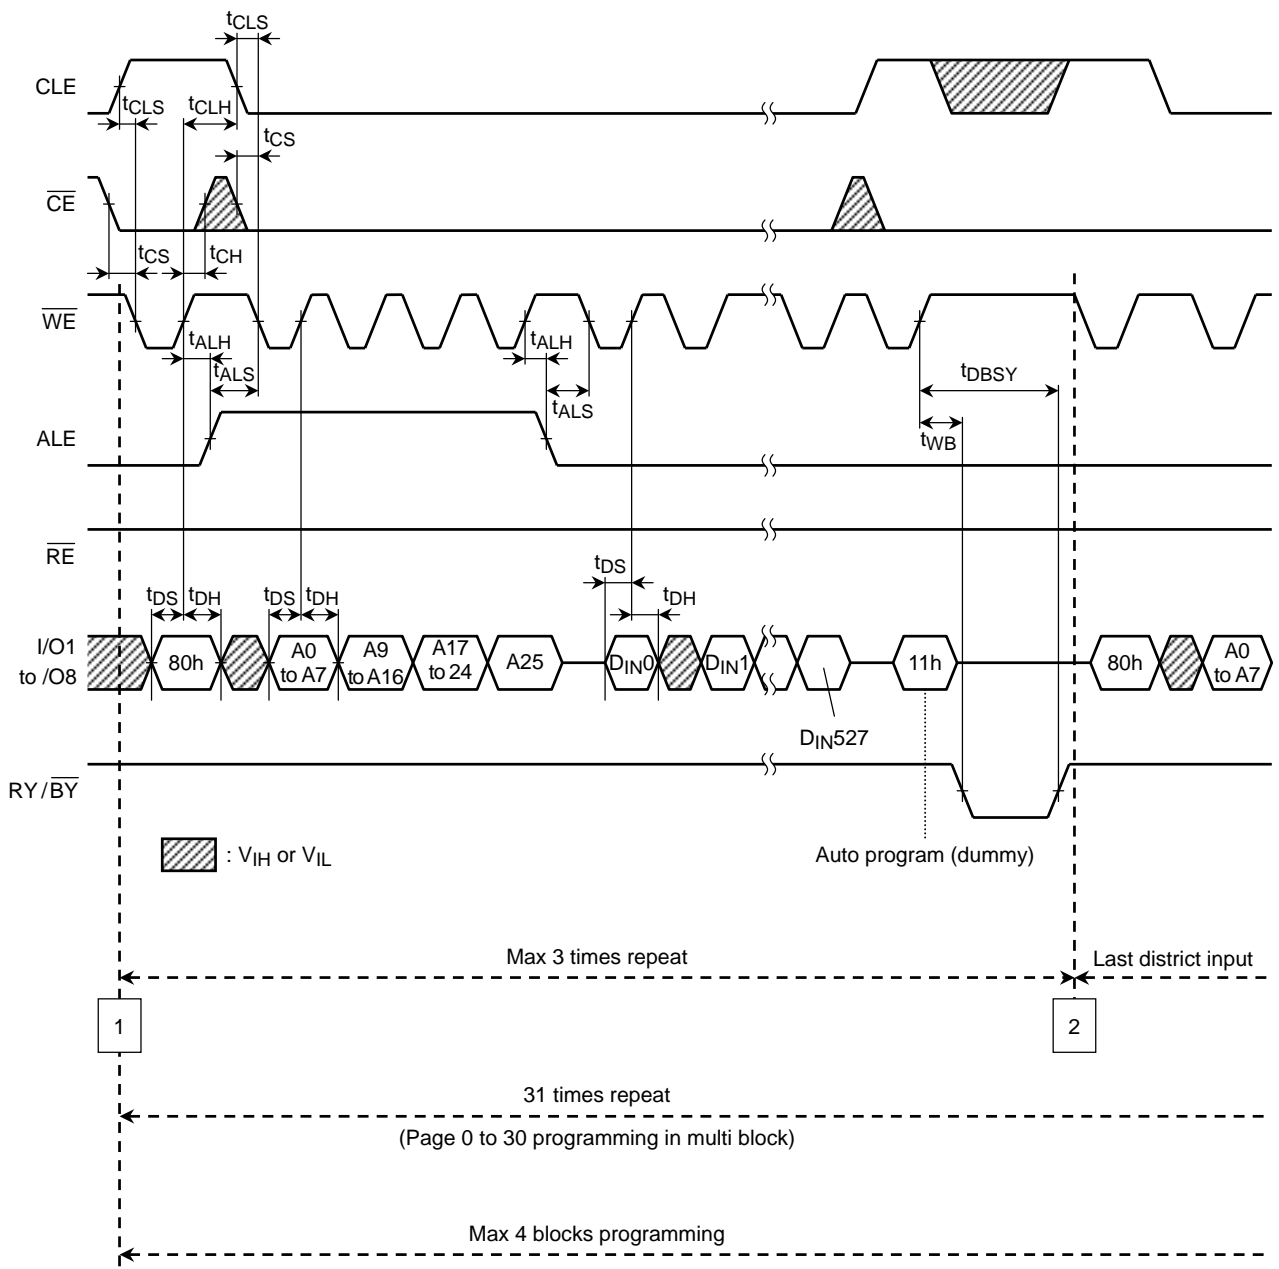 tCLS
CLE
tCLS
tCLH
tCS
CE
tCS
tCH
WE
tALH
tALS
tALH
tALS
tDBSY
tWB
ALE
RE
tDS
tDH
tDS
tDH
tDS
tDH
I/O1
to /O8
80h
A0
to A7
A9
to A16
A17
to 24
A25
DIN0
DIN1
11h
80h
A0
to A7
DIN527
RY/BY
: VIH or VIL
Auto program (dummy)
Max 3 times repeat
Last district input
1
2
31 times repeat
(Page 0 to 30 programming in multi block)
Max 4 blocks programming